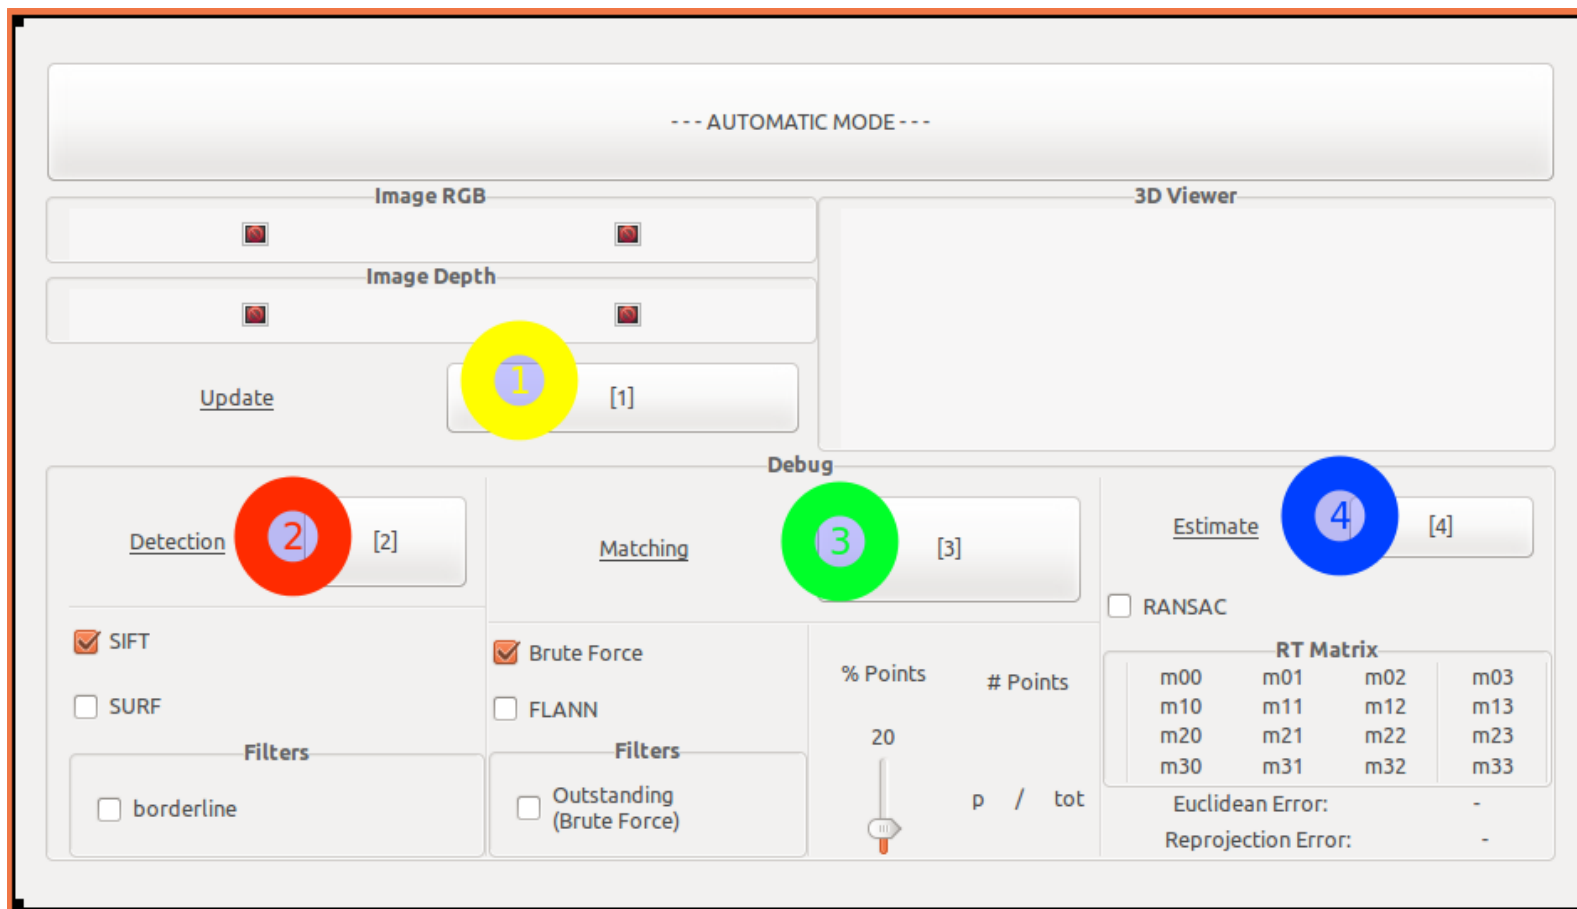 --- AUTOMATIC MODE ---
Image RGB
3D Viewer
Image Depth
Update
1
[1]
Debug
Detection
2
[2]
Matching
3
[3]
Estimate
4
[4]
SIFT
SURF
Filters
borderline
Brute Force
FLANN
Filters
Outstanding
(Brute Force)
% Points
# Points
20
p / tot
RANSAC
RT Matrix
m00 m01 m02 m03
m10 m11 m12 m13
m20 m21 m22 m23
m30 m31 m32 m33
Euclidean Error: -
Reprojection Error: -